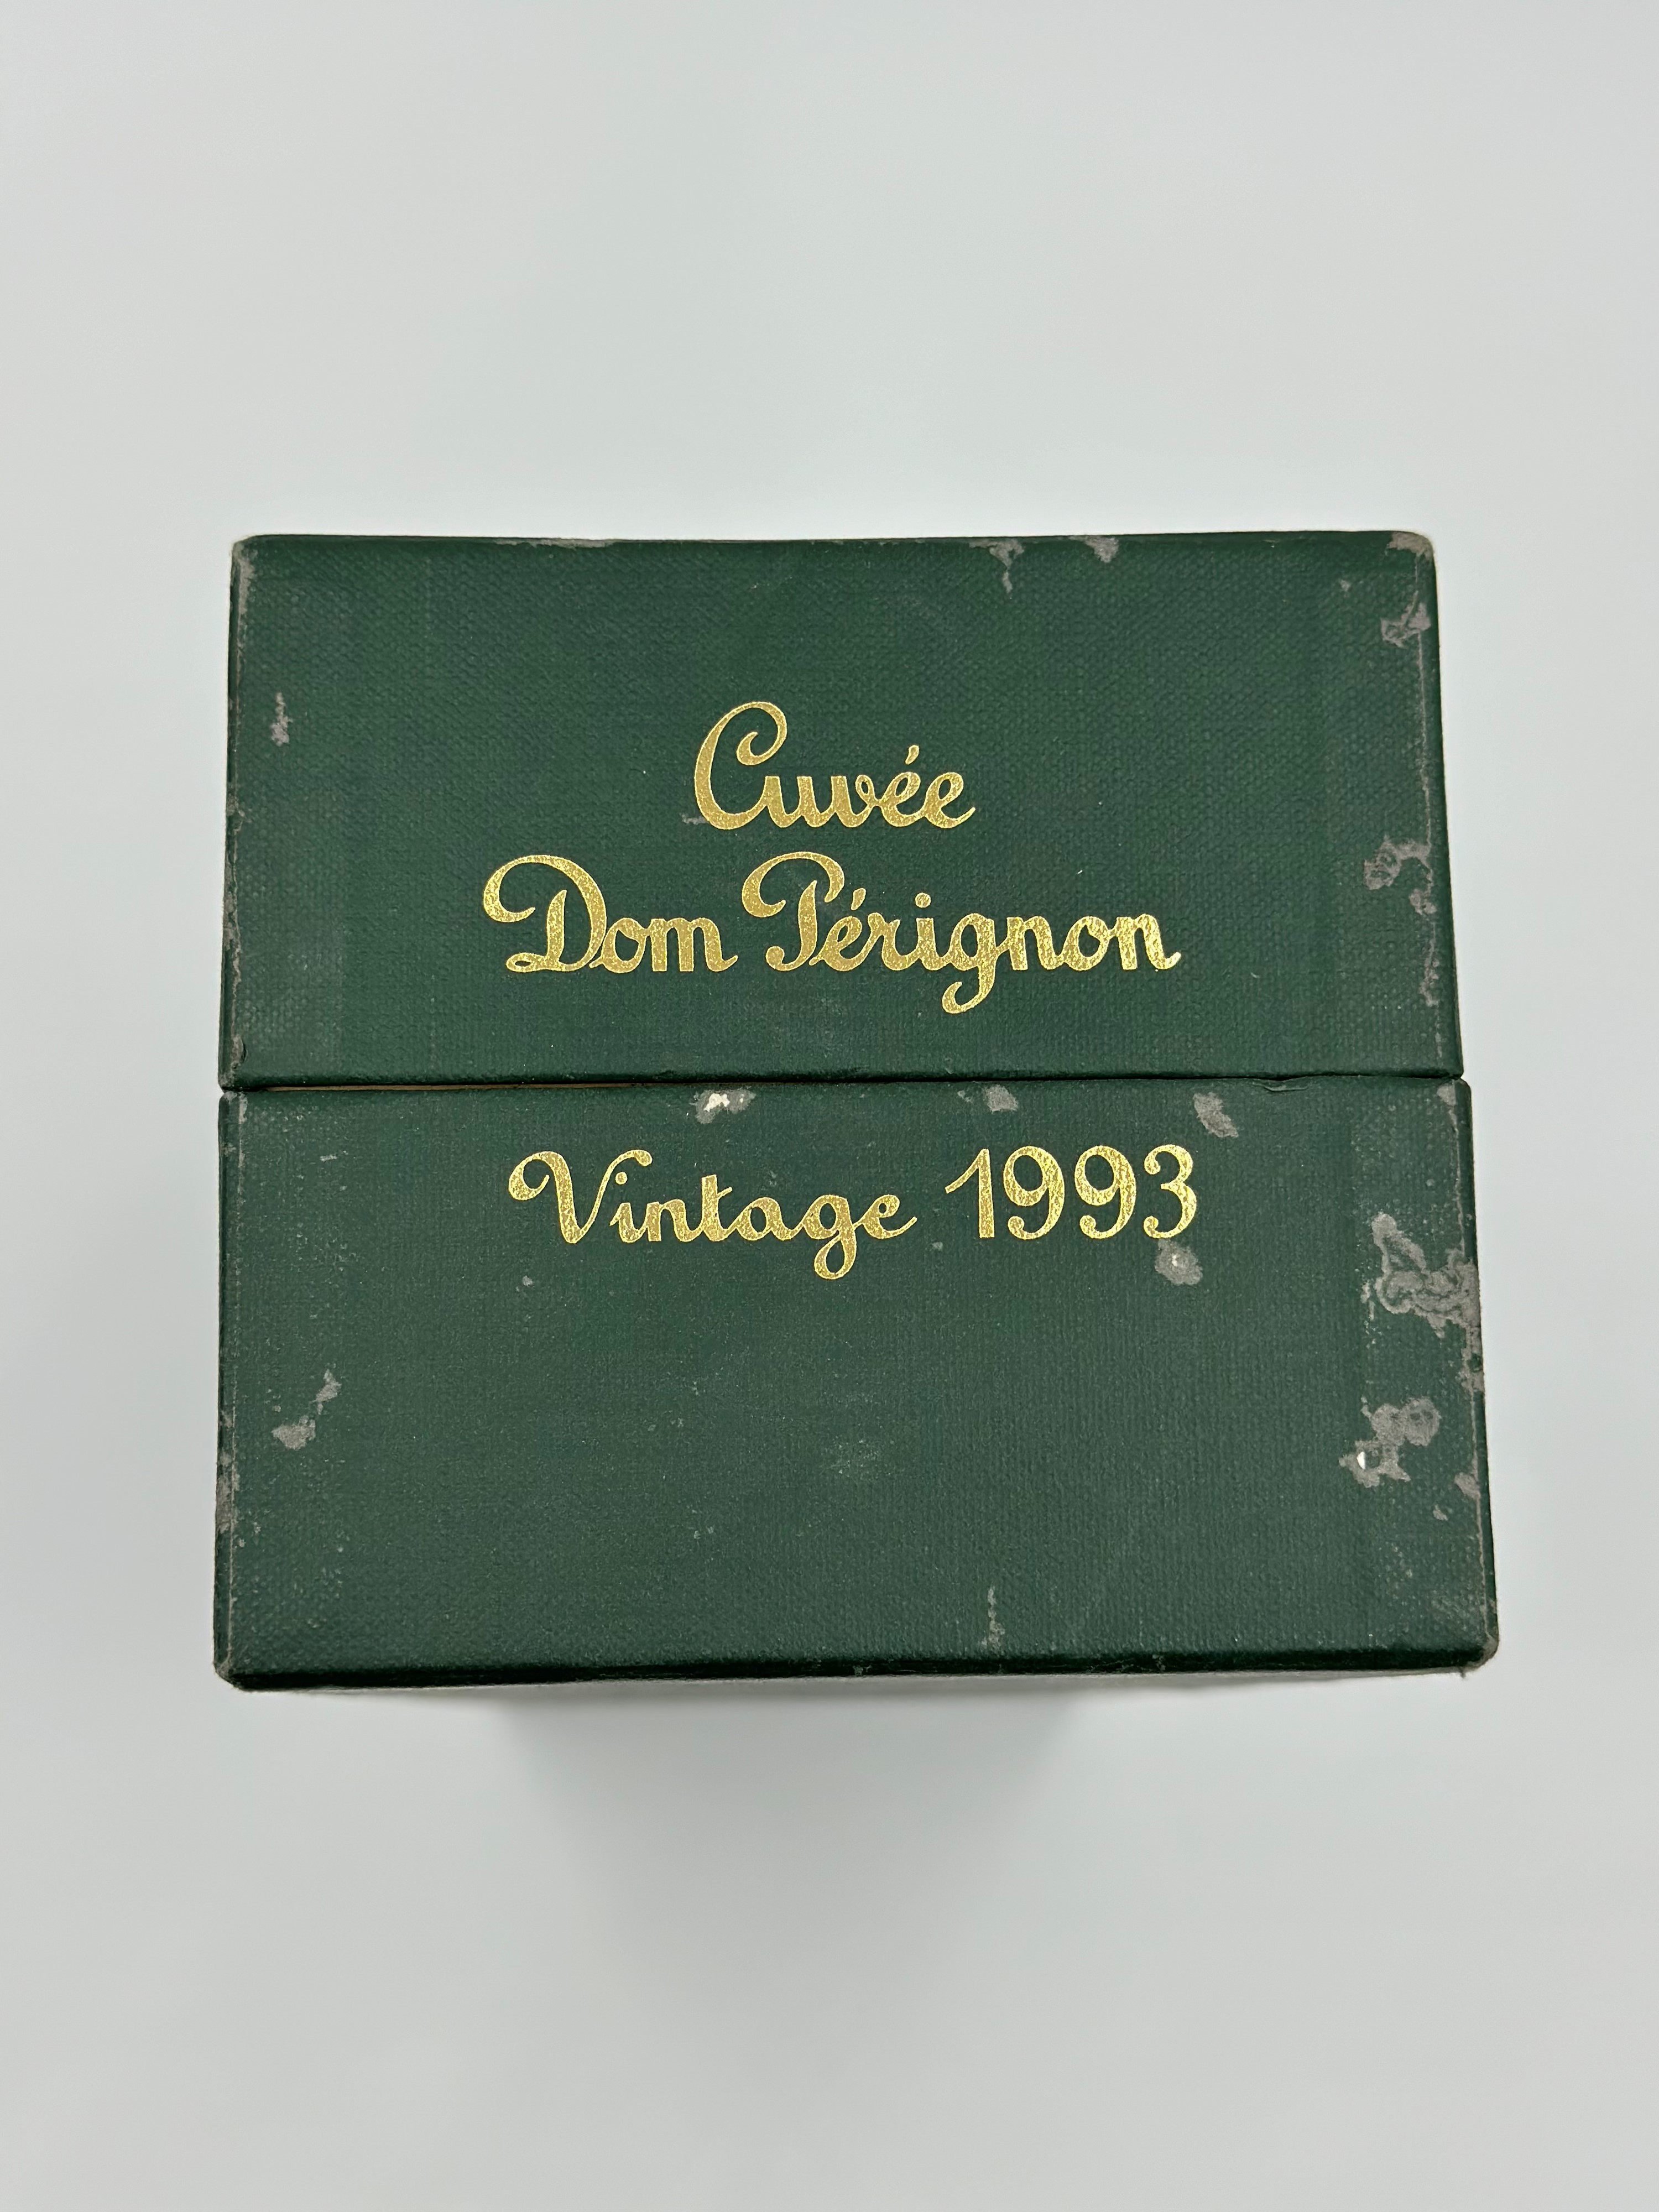 Cuvée
Dom Pérignon
Vintage 1993